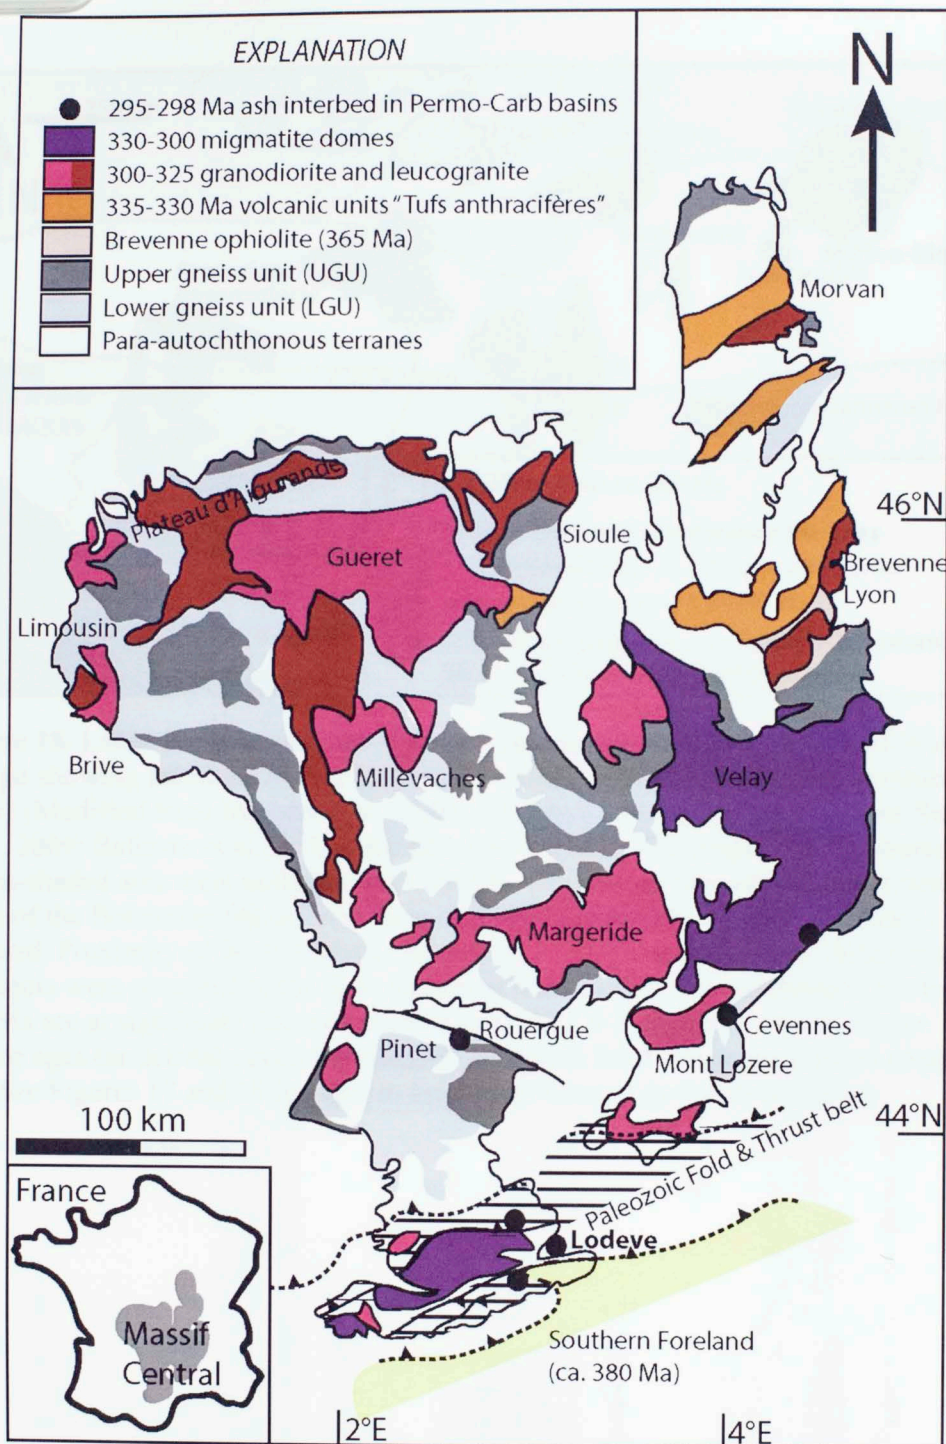 EXPLANATION
295-298 Ma ash interbed in Permo-Carb basins
330-300 migmatite domes
300-325 granodiorite and leucogranite
335-330 Ma volcanic units "Tufs anthracifères"
Brevenne ophiolite (365 Ma)
Upper gneiss unit (UGU)
Lower gneiss unit (LGU)
Para-autochthonous terranes
N
Morvan
46°N
Plateau d'Aigurande
Sioule
Gueret
Brevenne
Lyon
Limousin
Brive
Millevaches
Velay
Margeride
Rouergue
Pinet
Cevennes
Mont Lozere
100 km
44°N
Paleozoic Fold & Thrust belt
Lodeve
France
Massif
Central
Southern Foreland
(ca. 380 Ma)
2°E
4°E